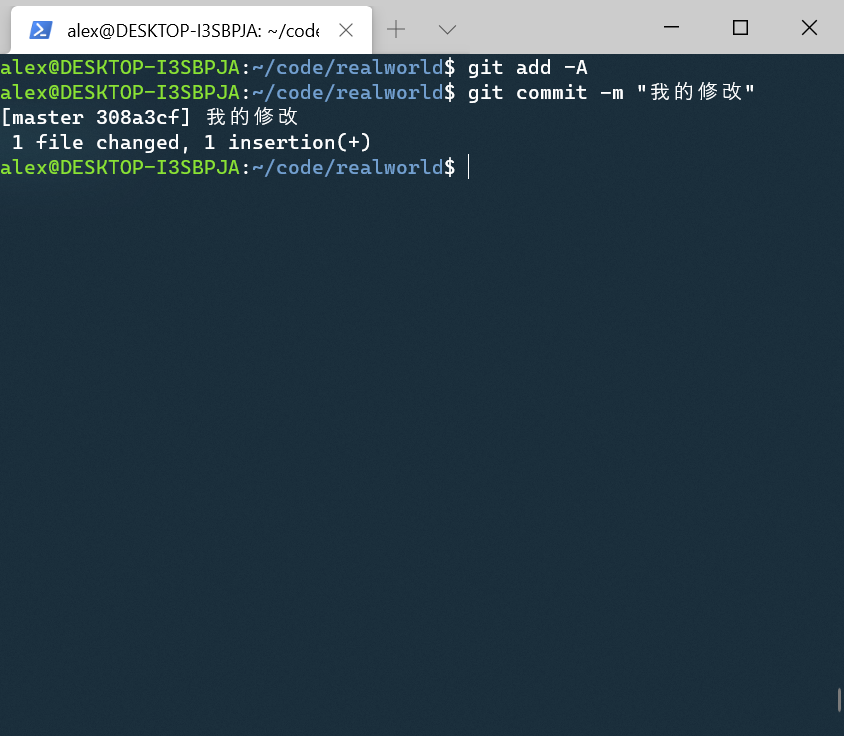 alex@DESKTOP-I3SBPJA: ~/code
alex@DESKTOP-I3SBPJA:~/code/realworld$ git add -A
alex@DESKTOP-I3SBPJA:~/code/realworld$ git commit -m "我的修改"
[master 308a3cf] 我的修改
 1 file changed, 1 insertion(+)
alex@DESKTOP-I3SBPJA:~/code/realworld$